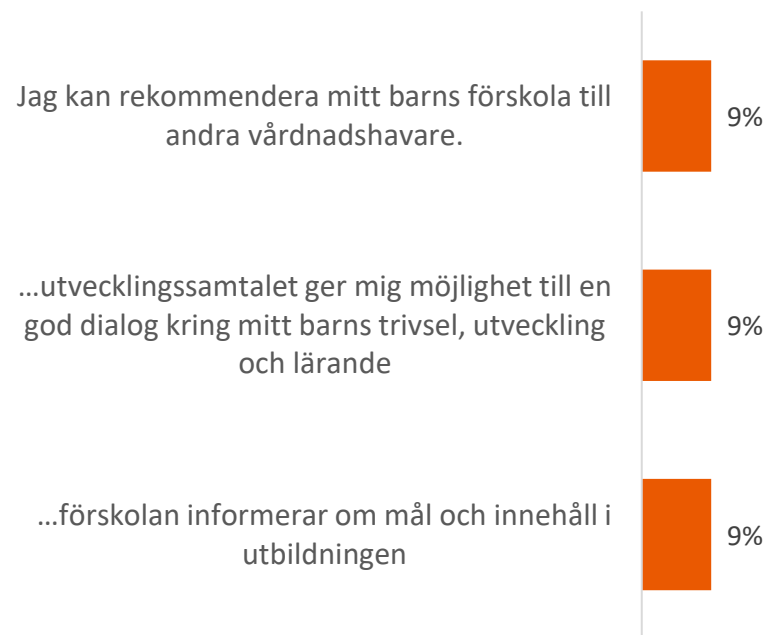 Jag kan rekommendera mitt barns förskola till
andra vårdnadshavare.
9%
...utvecklingssamtalet ger mig möjlighet till en
god dialog kring mitt barns trivsel, utveckling
och lärande
9%
...förskolan informerar om mål och innehåll i
utbildningen
9%